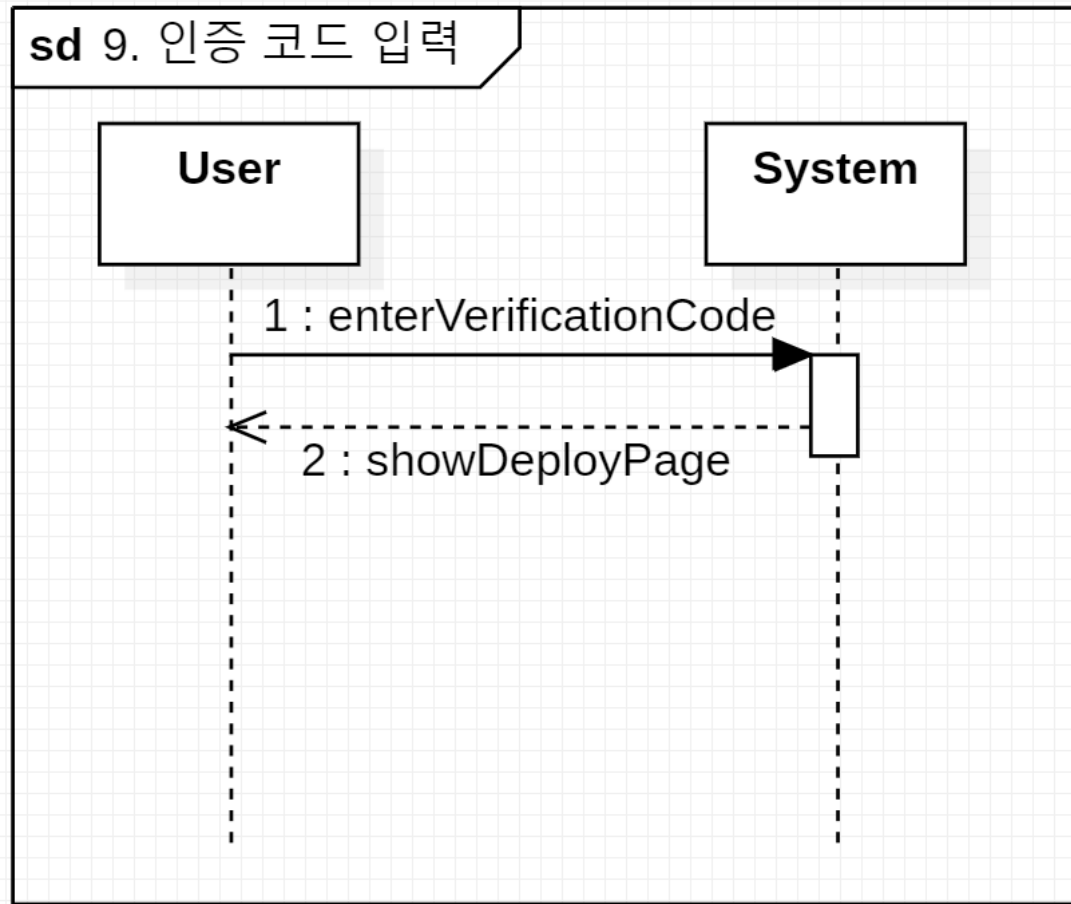 sd 9. 인증 코드 입력
User
System
1 : enterVerificationCode
2 : showDeployPage